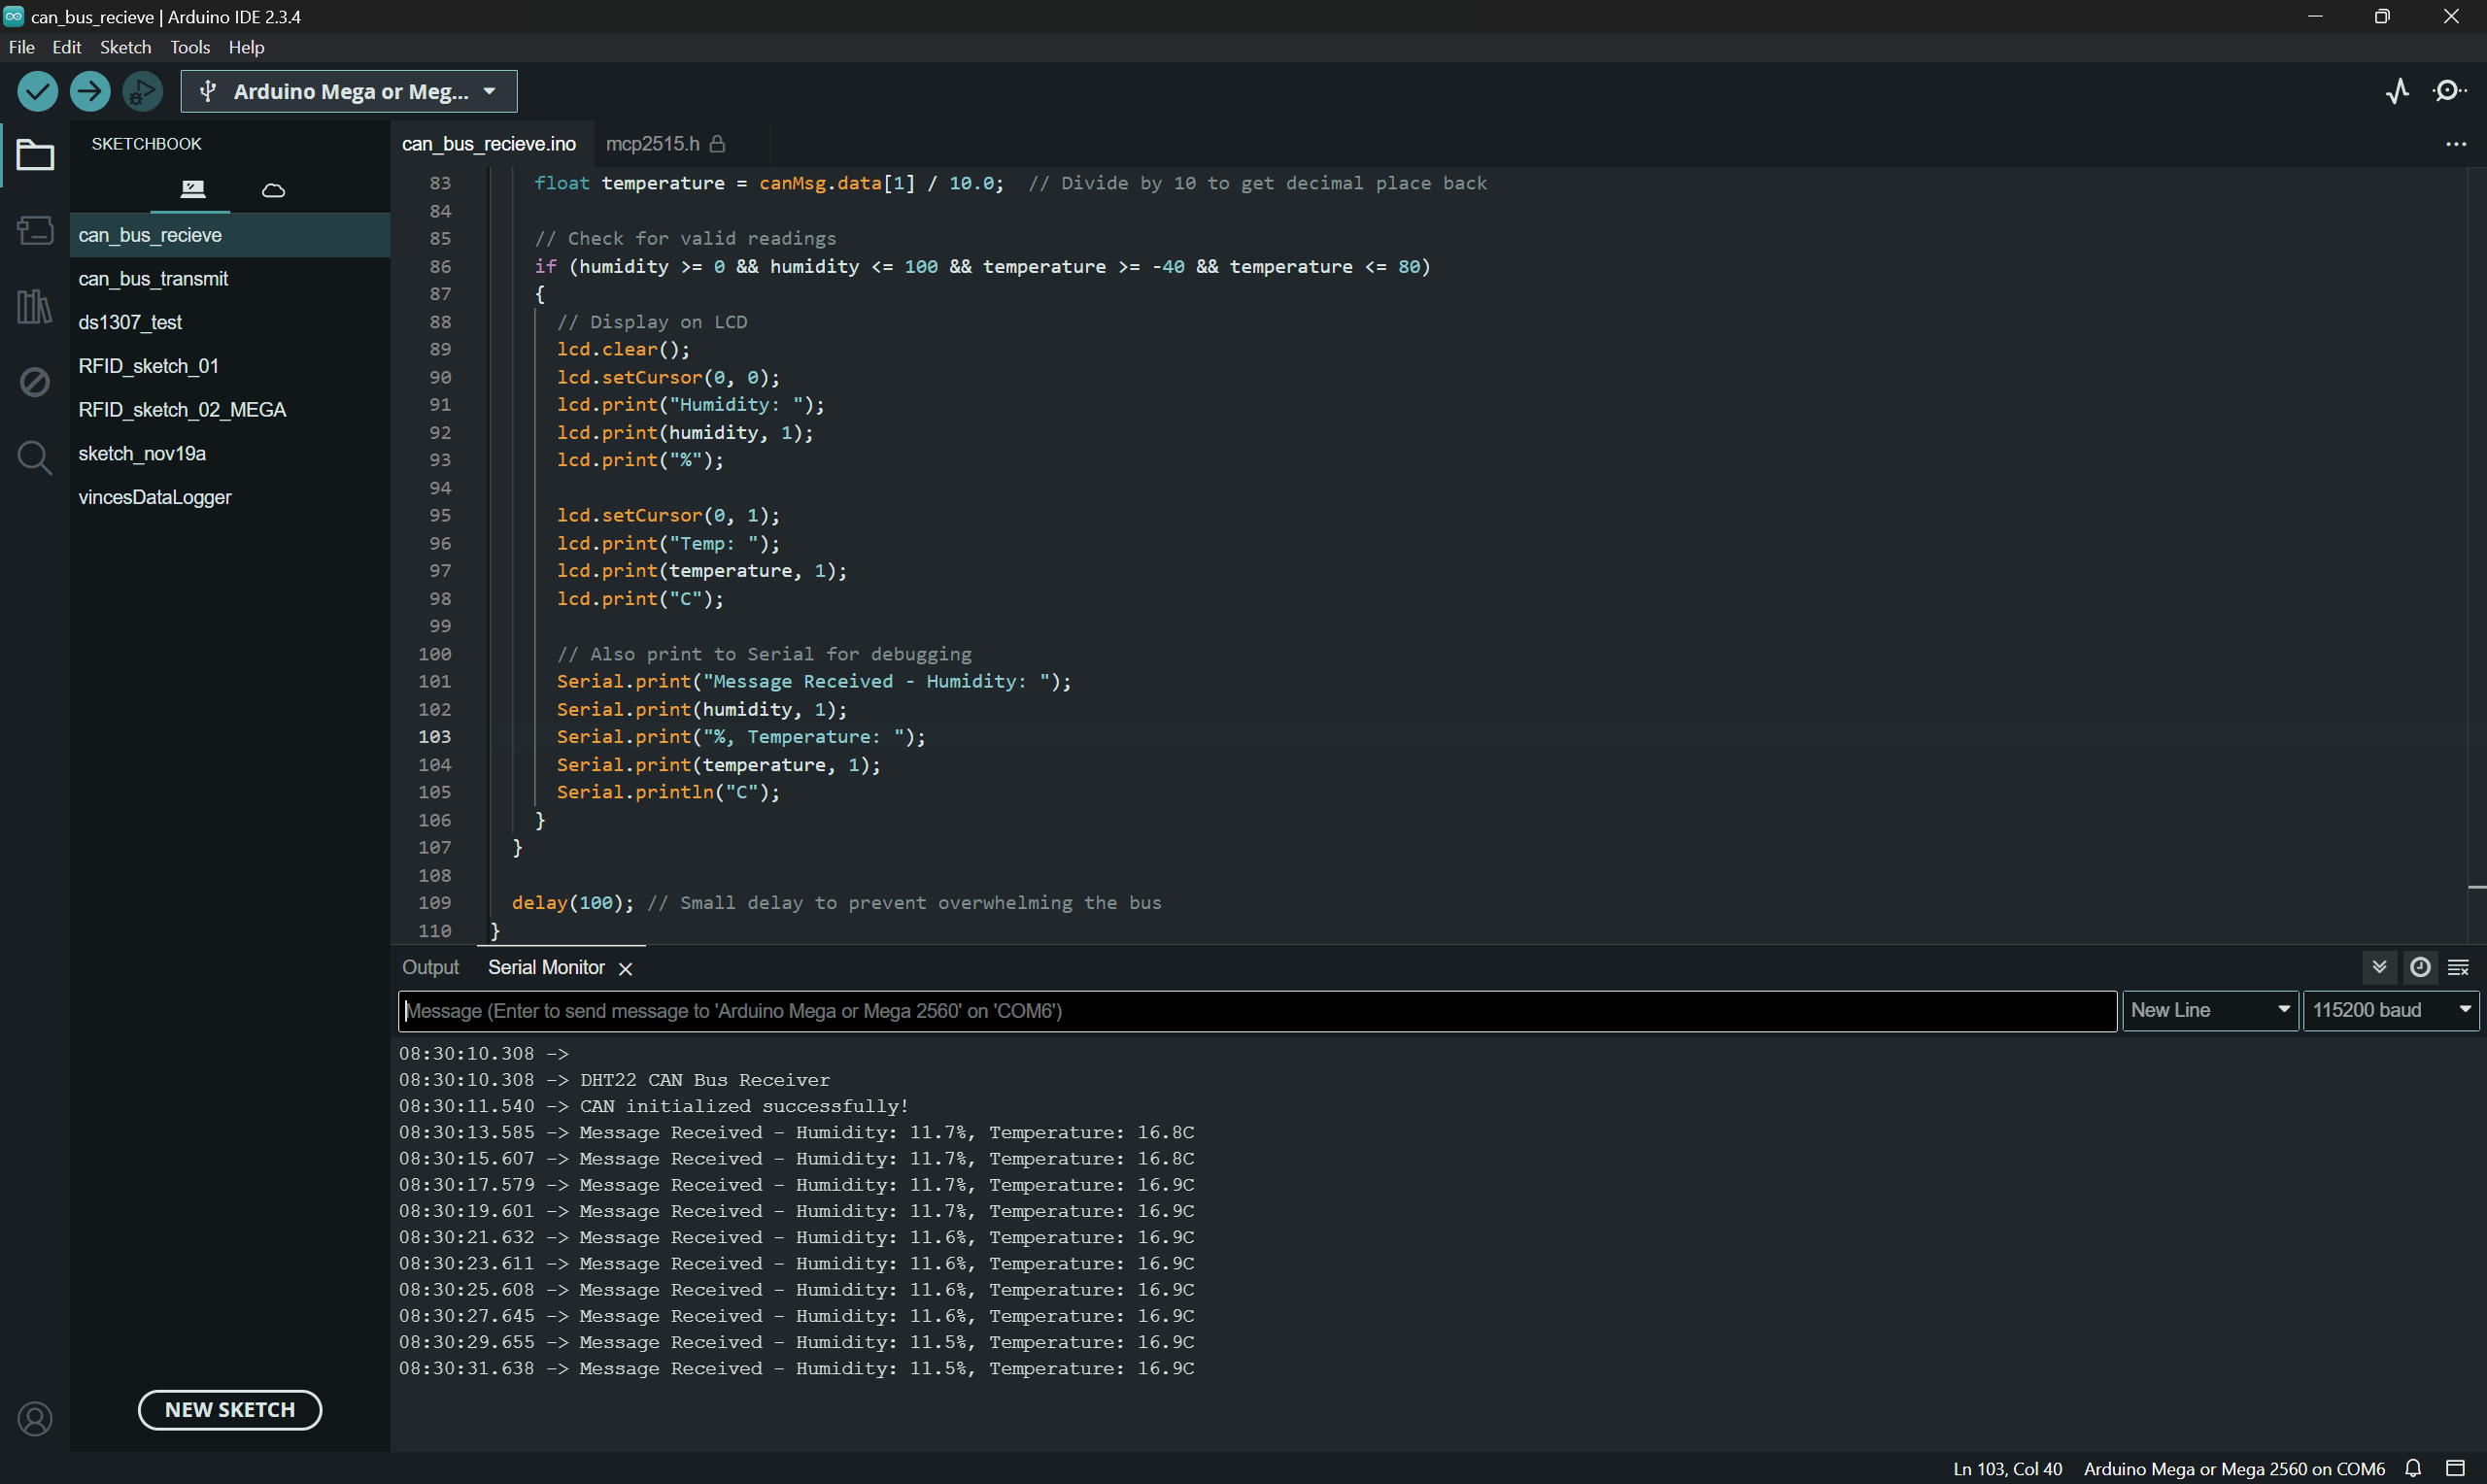 can_bus_recieve | Arduino IDE 2.3.4
File Edit Sketch Tools Help
Arduino Mega or Meg...
SKETCHBOOK
can_bus_recieve
can_bus_transmit
ds1307_test
RFID_sketch_01
RFID_sketch_02_MEGA
sketch_nov19a
vincesDataLogger
NEW SKETCH
can_bus_recieve.ino mcp2515.h
83 float temperature = canMsg.data[1] / 10.0; // Divide by 10 to get decimal place back
84
85 // Check for valid readings
86 if (humidity >= 0 && humidity <= 100 && temperature >= -40 && temperature <= 80)
87 {
88 // Display on LCD
89 lcd.clear();
90 lcd.setCursor(0, 0);
91 lcd.print("Humidity: ");
92 lcd.print(humidity, 1);
93 lcd.print("%");
94
95 lcd.setCursor(0, 1);
96 lcd.print("Temp: ");
97 lcd.print(temperature, 1);
98 lcd.print("C");
99
100 // Also print to Serial for debugging
101 Serial.print("Message Received - Humidity: ");
102 Serial.print(humidity, 1);
103 Serial.print("%, Temperature: ");
104 Serial.print(temperature, 1);
105 Serial.println("C");
106 }
107 }
108
109 delay(100); // Small delay to prevent overwhelming the bus
110 }
Output Serial Monitor
Message (Enter to send message to 'Arduino Mega or Mega 2560' on 'COM6') New Line 115200 baud
08:30:10.308 ->
08:30:10.308 -> DHT22 CAN Bus Receiver
08:30:11.540 -> CAN initialized successfully!
08:30:13.585 -> Message Received - Humidity: 11.7%, Temperature: 16.8C
08:30:15.607 -> Message Received - Humidity: 11.7%, Temperature: 16.8C
08:30:17.579 -> Message Received - Humidity: 11.7%, Temperature: 16.9C
08:30:19.601 -> Message Received - Humidity: 11.7%, Temperature: 16.9C
08:30:21.632 -> Message Received - Humidity: 11.6%, Temperature: 16.9C
08:30:23.611 -> Message Received - Humidity: 11.6%, Temperature: 16.9C
08:30:25.608 -> Message Received - Humidity: 11.6%, Temperature: 16.9C
08:30:27.645 -> Message Received - Humidity: 11.6%, Temperature: 16.9C
08:30:29.655 -> Message Received - Humidity: 11.5%, Temperature: 16.9C
08:30:31.638 -> Message Received - Humidity: 11.5%, Temperature: 16.9C
Ln 103, Col 40 Arduino Mega or Mega 2560 on COM6